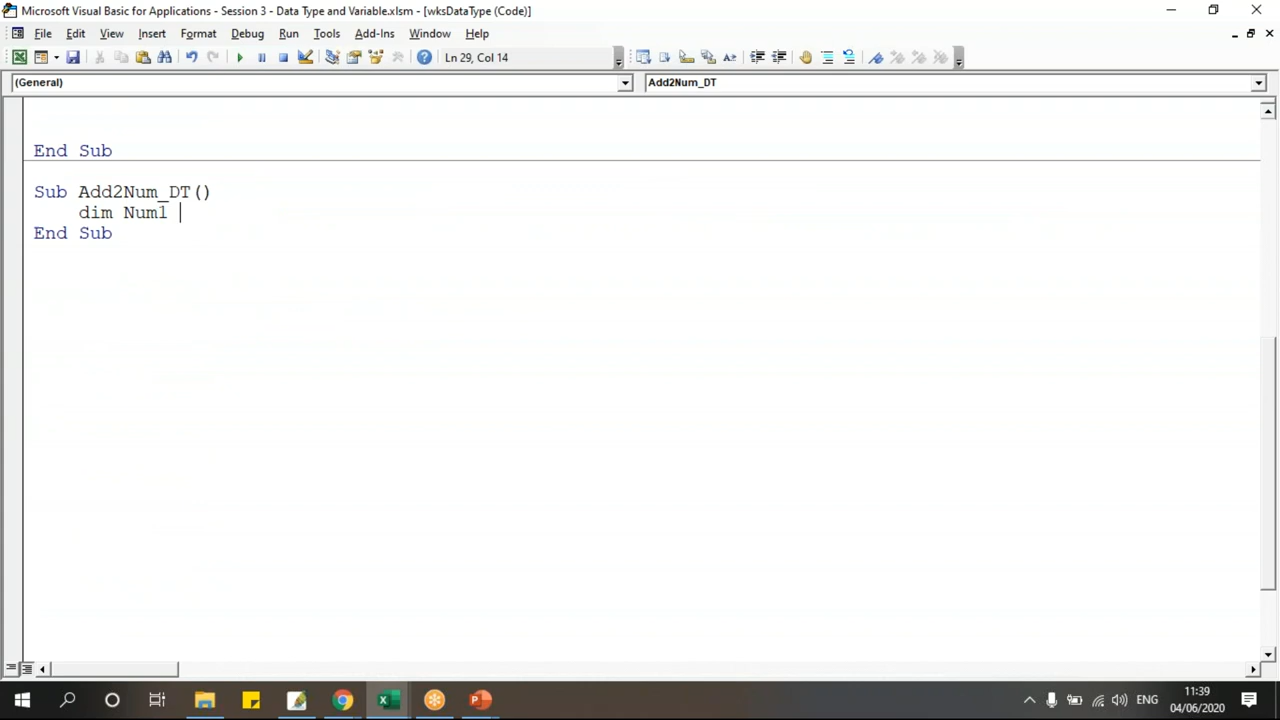 Microsoft Visual Basic for Applications - Session 3 - Data Type and Variable.xlsm - [wksDataType (Code)]
File Edit View Insert Format Debug Run Tools Add-Ins Window Help
Ln 29, Col 14
(General) Add2Num_DT
End Sub
Sub Add2Num_DT()
dim Num1
End Sub
11:39
ENG
04/06/2020